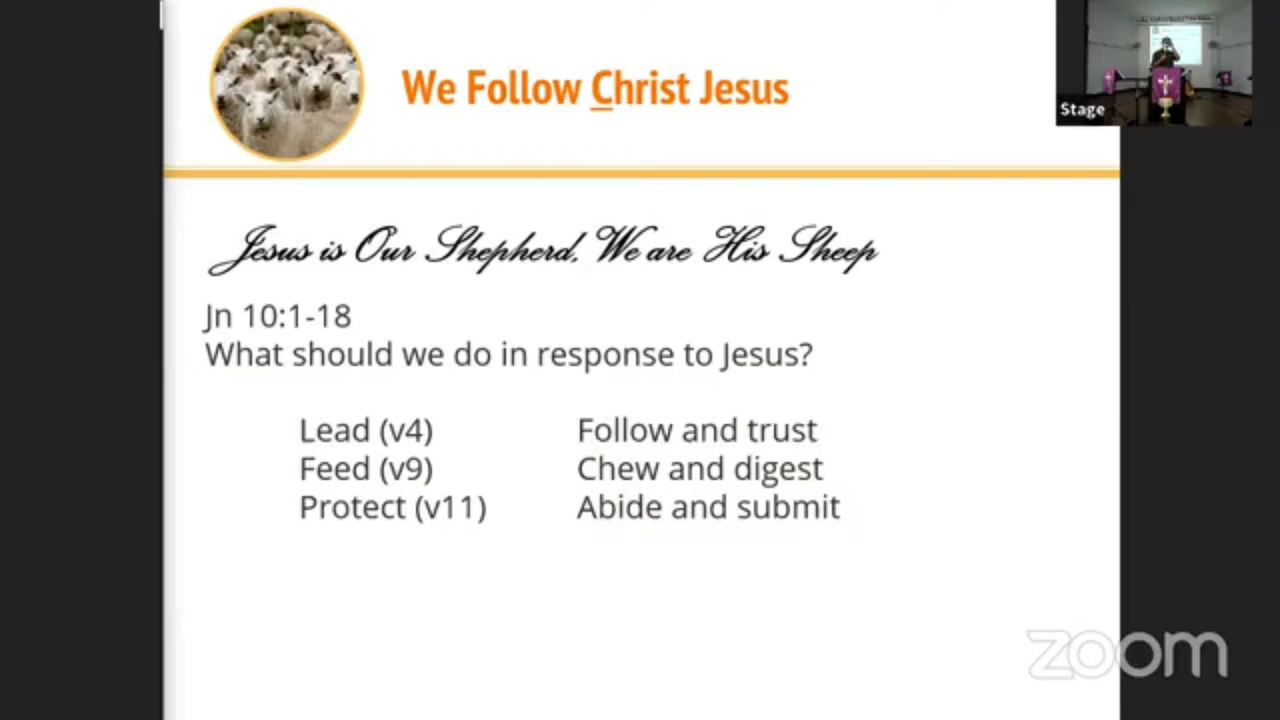 We Follow Christ Jesus
Stage
Jesus is Our Shepherd, We are His Sheep
Jn 10:1-18
What should we do in response to Jesus?
Lead (v4) Follow and trust
Feed (v9) Chew and digest
Protect (v11) Abide and submit
zoom